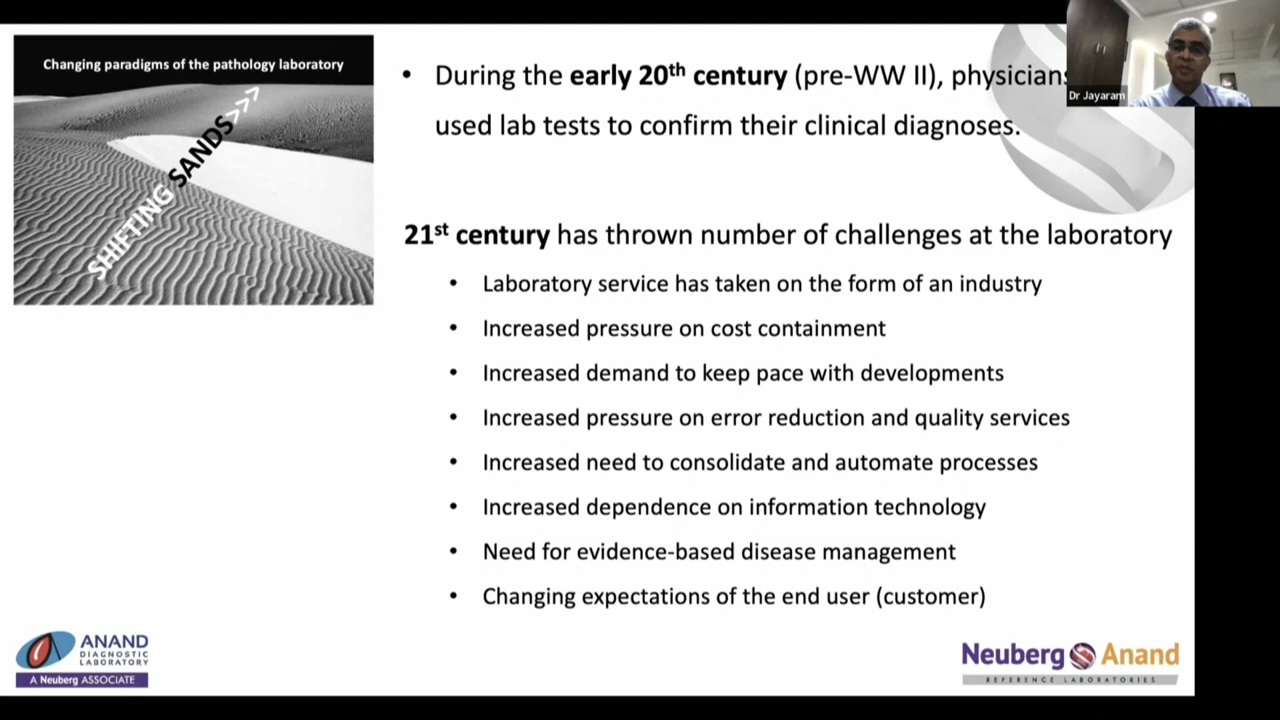 Changing paradigms of the pathology laboratory
SHIFTING SANDS>>>
• During the early 20th century (pre-WW II), physicians
used lab tests to confirm their clinical diagnoses.
Dr Jayaram
21st century has thrown number of challenges at the laboratory
• Laboratory service has taken on the form of an industry
• Increased pressure on cost containment
• Increased demand to keep pace with developments
• Increased pressure on error reduction and quality services
• Increased need to consolidate and automate processes
• Increased dependence on information technology
• Need for evidence-based disease management
• Changing expectations of the end user (customer)
ANAND
DIAGNOSTIC
LABORATORY
A Neuberg ASSOCIATE
Neuberg Anand
REFERENCE LABORATORIES